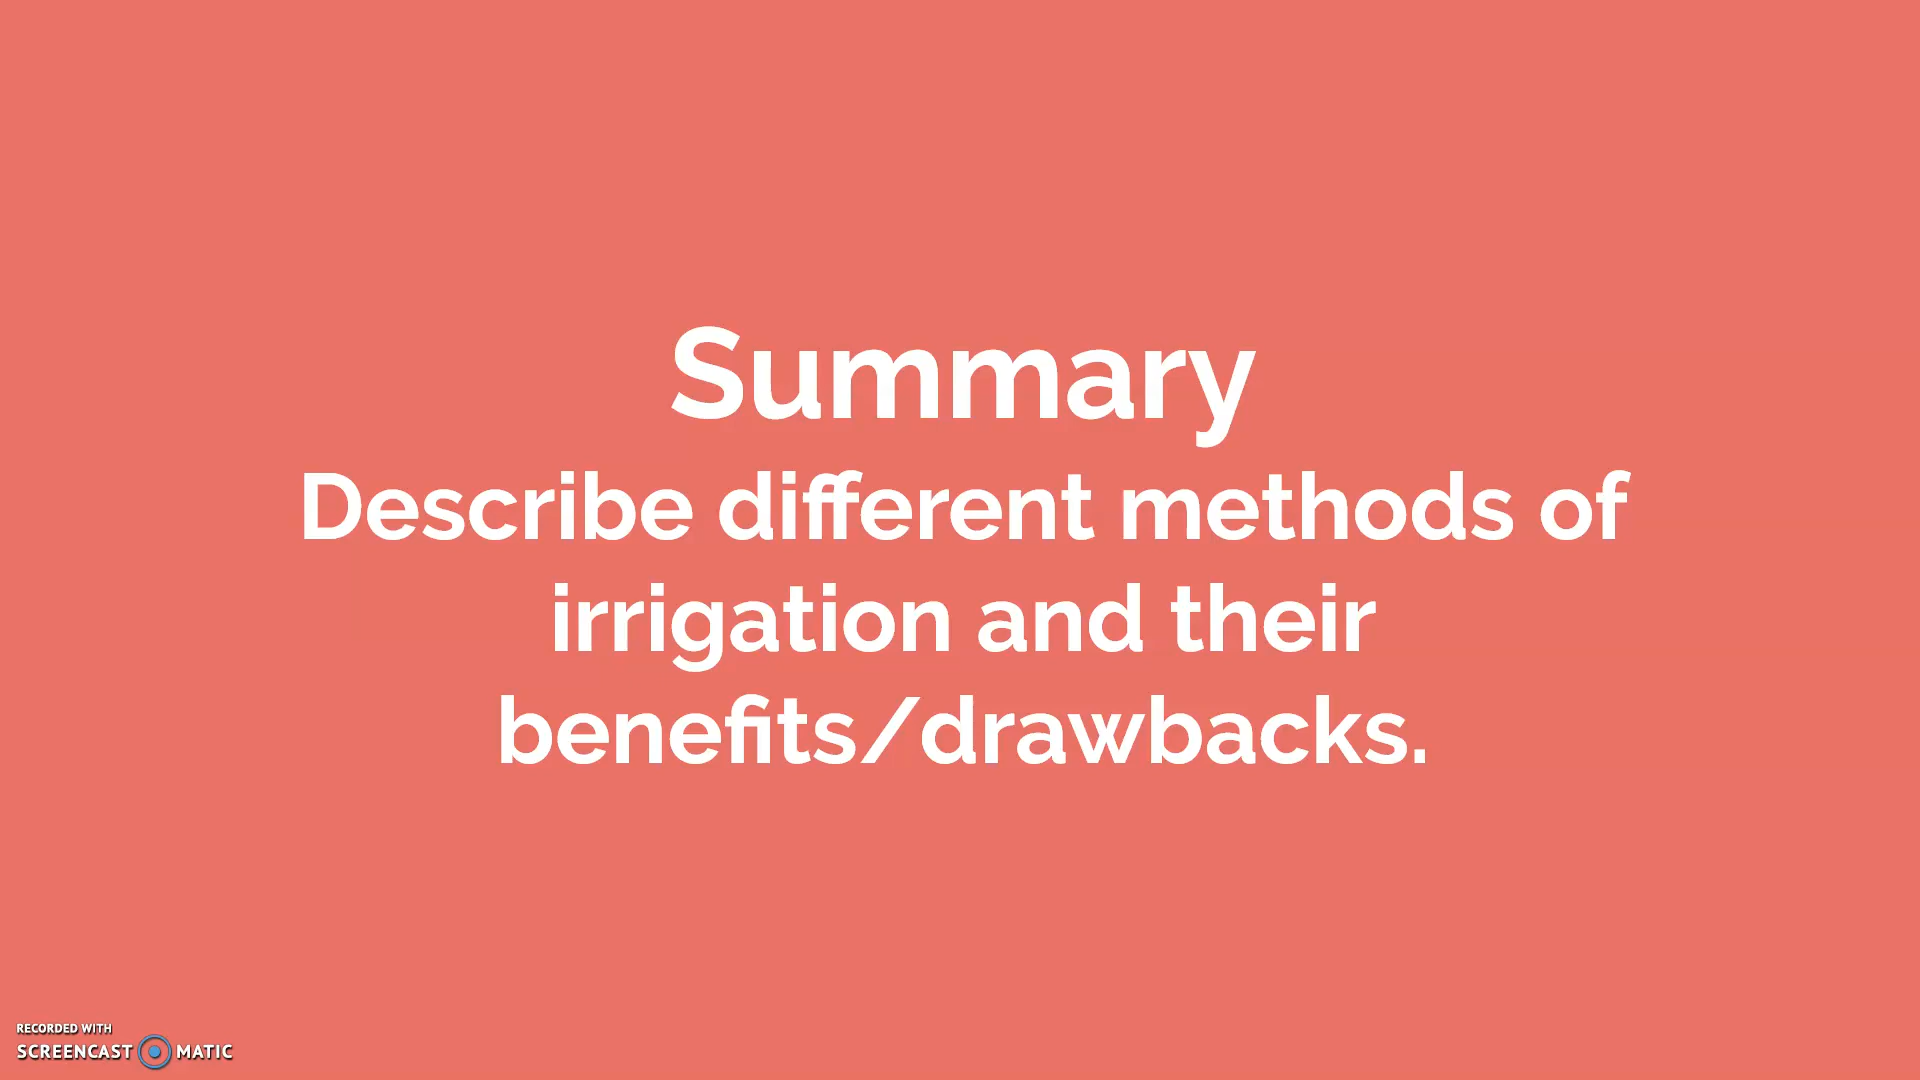 Summary
Describe different methods of
irrigation and their
benefits/drawbacks.
RECORDED WITH
SCREENCAST MATIC